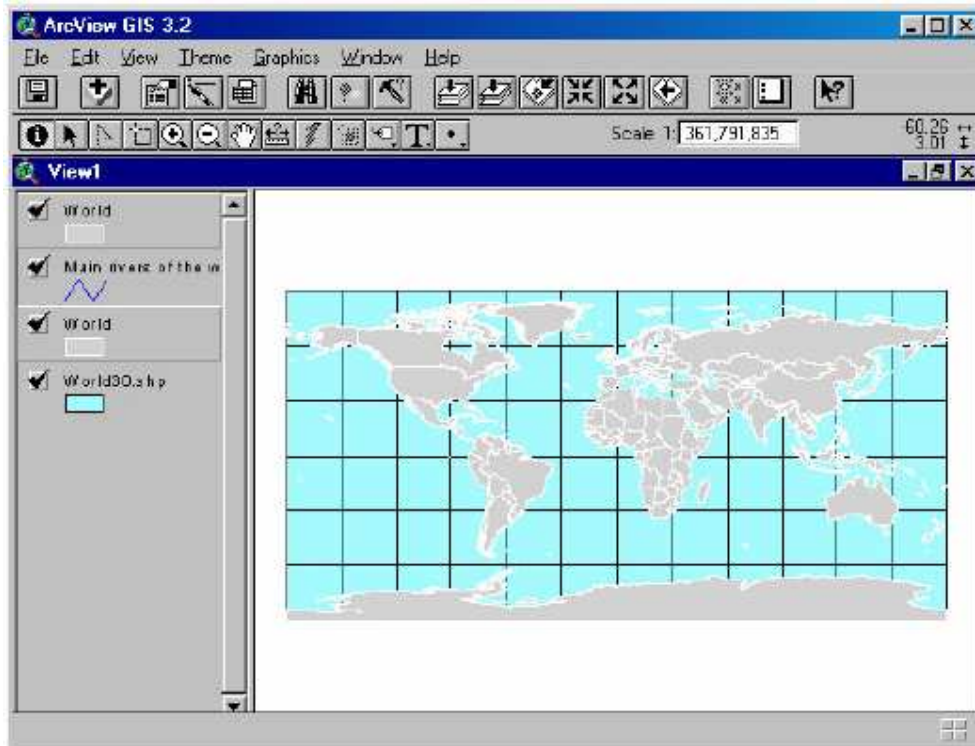 ArcView GIS 3.2
File Edit View Theme Graphics Window Help
Scale 1: 361,791,835
-60.26
3.01
View1
World
Main rivers of the w
World
World30.shp